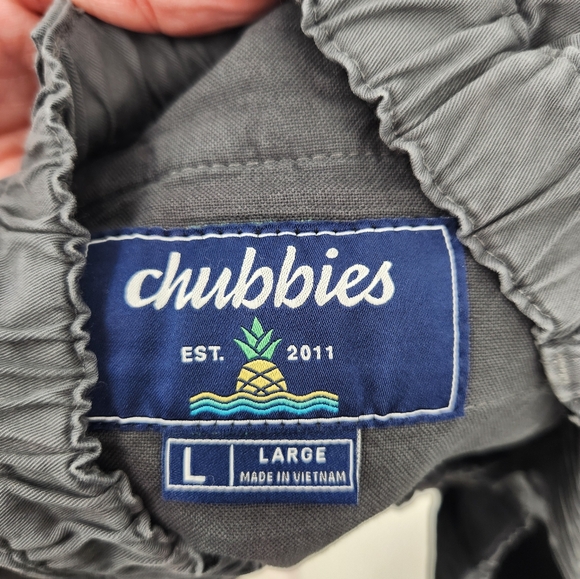 chubbies
EST. 2011
L LARGE
MADE IN VIETNAM